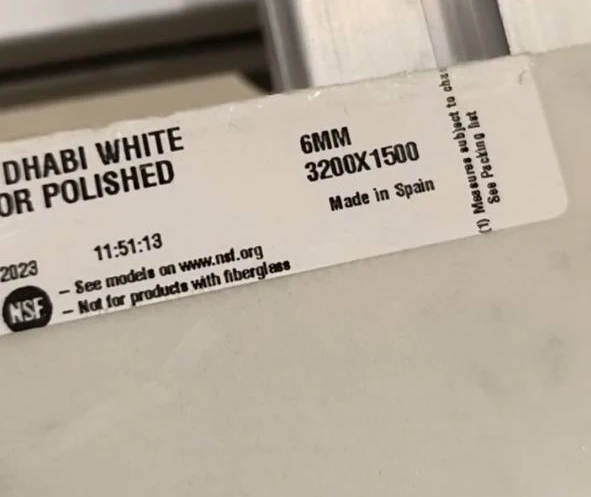 DHABI WHITE
OR POLISHED
6MM
3200X1500
Made in Spain
2023 11:51:13
- See models on www.nsf.org
- Not for products with fiberglass
NSF
(1) Measures subject to cha
See Packing list